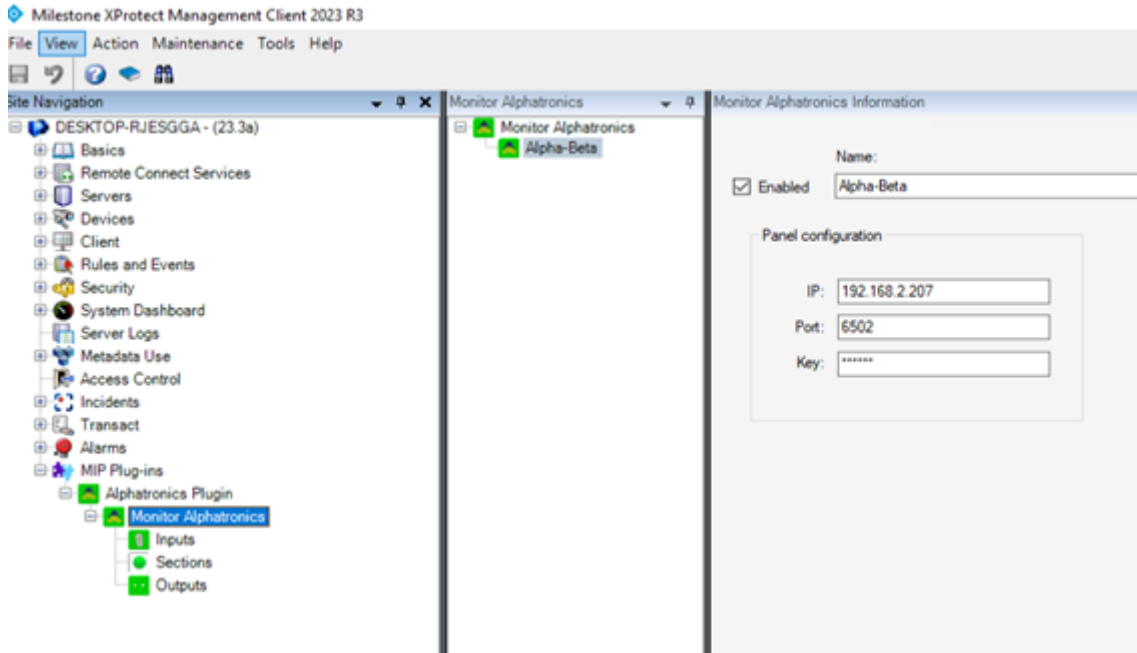 Milestone XProtect Management Client 2023 R3
File View Action Maintenance Tools Help
Site Navigation
DESKTOP-RJESGGA - (23.3a)
Basics
Remote Connect Services
Servers
Devices
Client
Rules and Events
Security
System Dashboard
Server Logs
Metadata Use
Access Control
Incidents
Transact
Alarms
MIP Plug-ins
Alphatronics Plugin
Monitor Alphatronics
Inputs
Sections
Outputs
Monitor Alphatronics
Monitor Alphatronics
Alpha-Beta
Monitor Alphatronics Information
Name:
Enabled Alpha-Beta
Panel configuration
IP: 192.168.2.207
Port: 6502
Key: ******